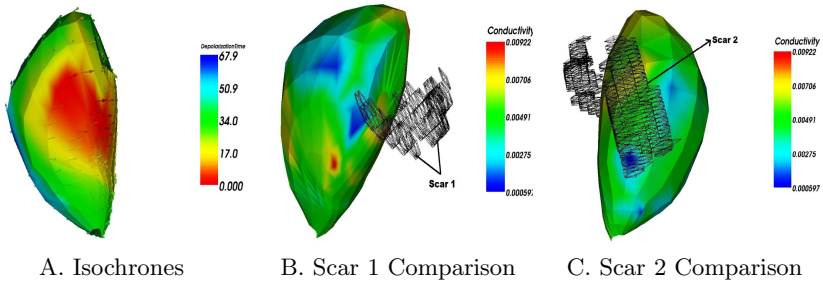 DepolarizationTime
67.9
50.9
34.0
17.0
0.000
Conductivity
0.00922
0.00706
0.00491
0.00275
0.000597
Scar 1
Conductivity
0.00922
0.00706
0.00491
0.00275
0.000597
Scar 2
A. Isochrones
B. Scar 1 Comparison
C. Scar 2 Comparison